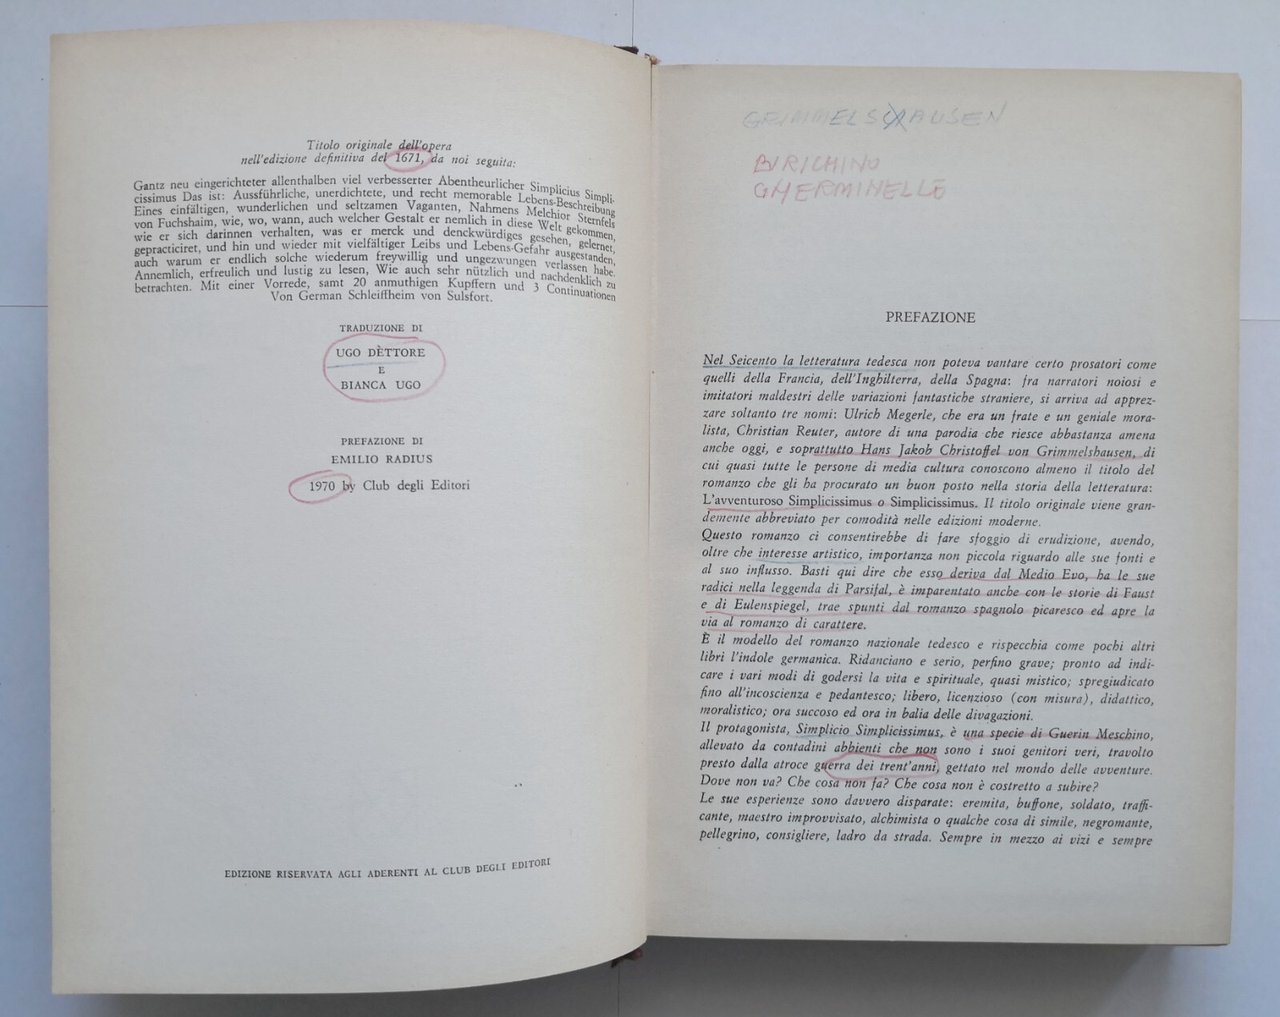 Titolo originale dell'opera
nell'edizione definitiva del 1671, da noi seguita:
Gantz neu eingerichteter allenthalben viel verbesserter Abentheurlicher Simplicius Simpli-
cissimus Das ist: Aussführliche, unerdichtete, und recht memorable Lebens-Beschreibung
Eines einfältigen, wunderlichen und seltzamen Vaganten, Nahmens Melchior Sternfels
von Fuchshaim, wie, wo, wann, auch welcher Gestalt er nemlich in diese Welt gekommen,
wie er sich darinnen verhalten, was er merck und denckwürdiges gesehen, gelernet,
gepracticiret, und hin und wieder mit vielfältiger Leibs und Lebens-Gefahr ausgestanden,
auch warum er endlich solche wiederum freywillig und ungezwungen verlassen habe.
Annemlich, erfreulich und lustig zu lesen, Wie auch sehr nützlich und nachdenklich zu
betrachten. Mit einer Vorrede, samt 20 anmuthigen Kupffern und 3 Continuationen
Von German Schleiffheim von Sulsfort.
TRADUZIONE DI
UGO DÈTTORE
E
BIANCA UGO
PREFAZIONE DI
EMILIO RADIUS
1970 by Club degli Editori
EDIZIONE RISERVATA AGLI ADERENTI AL CLUB DEGLI EDITORI
BIRICHINO
GHERMINELLE
PREFAZIONE
Nel Seicento la letteratura tedesca non poteva vantare certo prosatori come
quelli della Francia, dell'Inghilterra, della Spagna: fra narratori noiosi e
imitatori maldestri delle variazioni fantastiche straniere, si arriva ad apprez-
zare soltanto tre nomi: Ulrich Megerle, che era un frate e un geniale mora-
lista, Christian Reuter, autore di una parodia che riesce abbastanza amena
anche oggi, e soprattutto Hans Jakob Christoffel von Grimmelshausen, di
cui quasi tutte le persone di media cultura conoscono almeno il titolo del
romanzo che gli ha procurato un buon posto nella storia della letteratura:
L'avventuroso Simplicissimus o Simplicissimus. Il titolo originale viene gran-
demente abbreviato per comodità nelle edizioni moderne.
Questo romanzo ci consentirebbe di fare sfoggio di erudizione, avendo,
oltre che interesse artistico, importanza non piccola riguardo alle sue fonti e
al suo influsso. Basti qui dire che esso deriva dal Medio Evo, ha le sue
radici nella leggenda di Parsifal, è imparentato anche con le storie di Faust
e di Eulenspiegel, trae spunti dal romanzo spagnolo picaresco ed apre la
via al romanzo di carattere.
È il modello del romanzo nazionale tedesco e rispecchia come pochi altri
libri l'indole germanica. Ridanciano e serio, perfino grave; pronto ad indi-
care i vari modi di godersi la vita e spirituale, quasi mistico; spregiudicato
fino all'incoscienza e pedantesco; libero, licenzioso (con misura), didattico,
moralistico; ora succoso ed ora in balia delle divagazioni.
Il protagonista, Simplicio Simplicissimus, è una specie di Guerin Meschino,
allevato da contadini abbienti che non sono i suoi genitori veri, travolto
presto dalla atroce guerra dei trent'anni, gettato nel mondo delle avventure.
Dove non va? Che cosa non fa? Che cosa non è costretto a subire?
Le sue esperienze sono davvero disparate: eremita, buffone, soldato, traffi-
cante, maestro improvvisato, alchimista o qualche cosa di simile, negromante,
pellegrino, consigliere, ladro da strada. Sempre in mezzo ai vizi e sempre